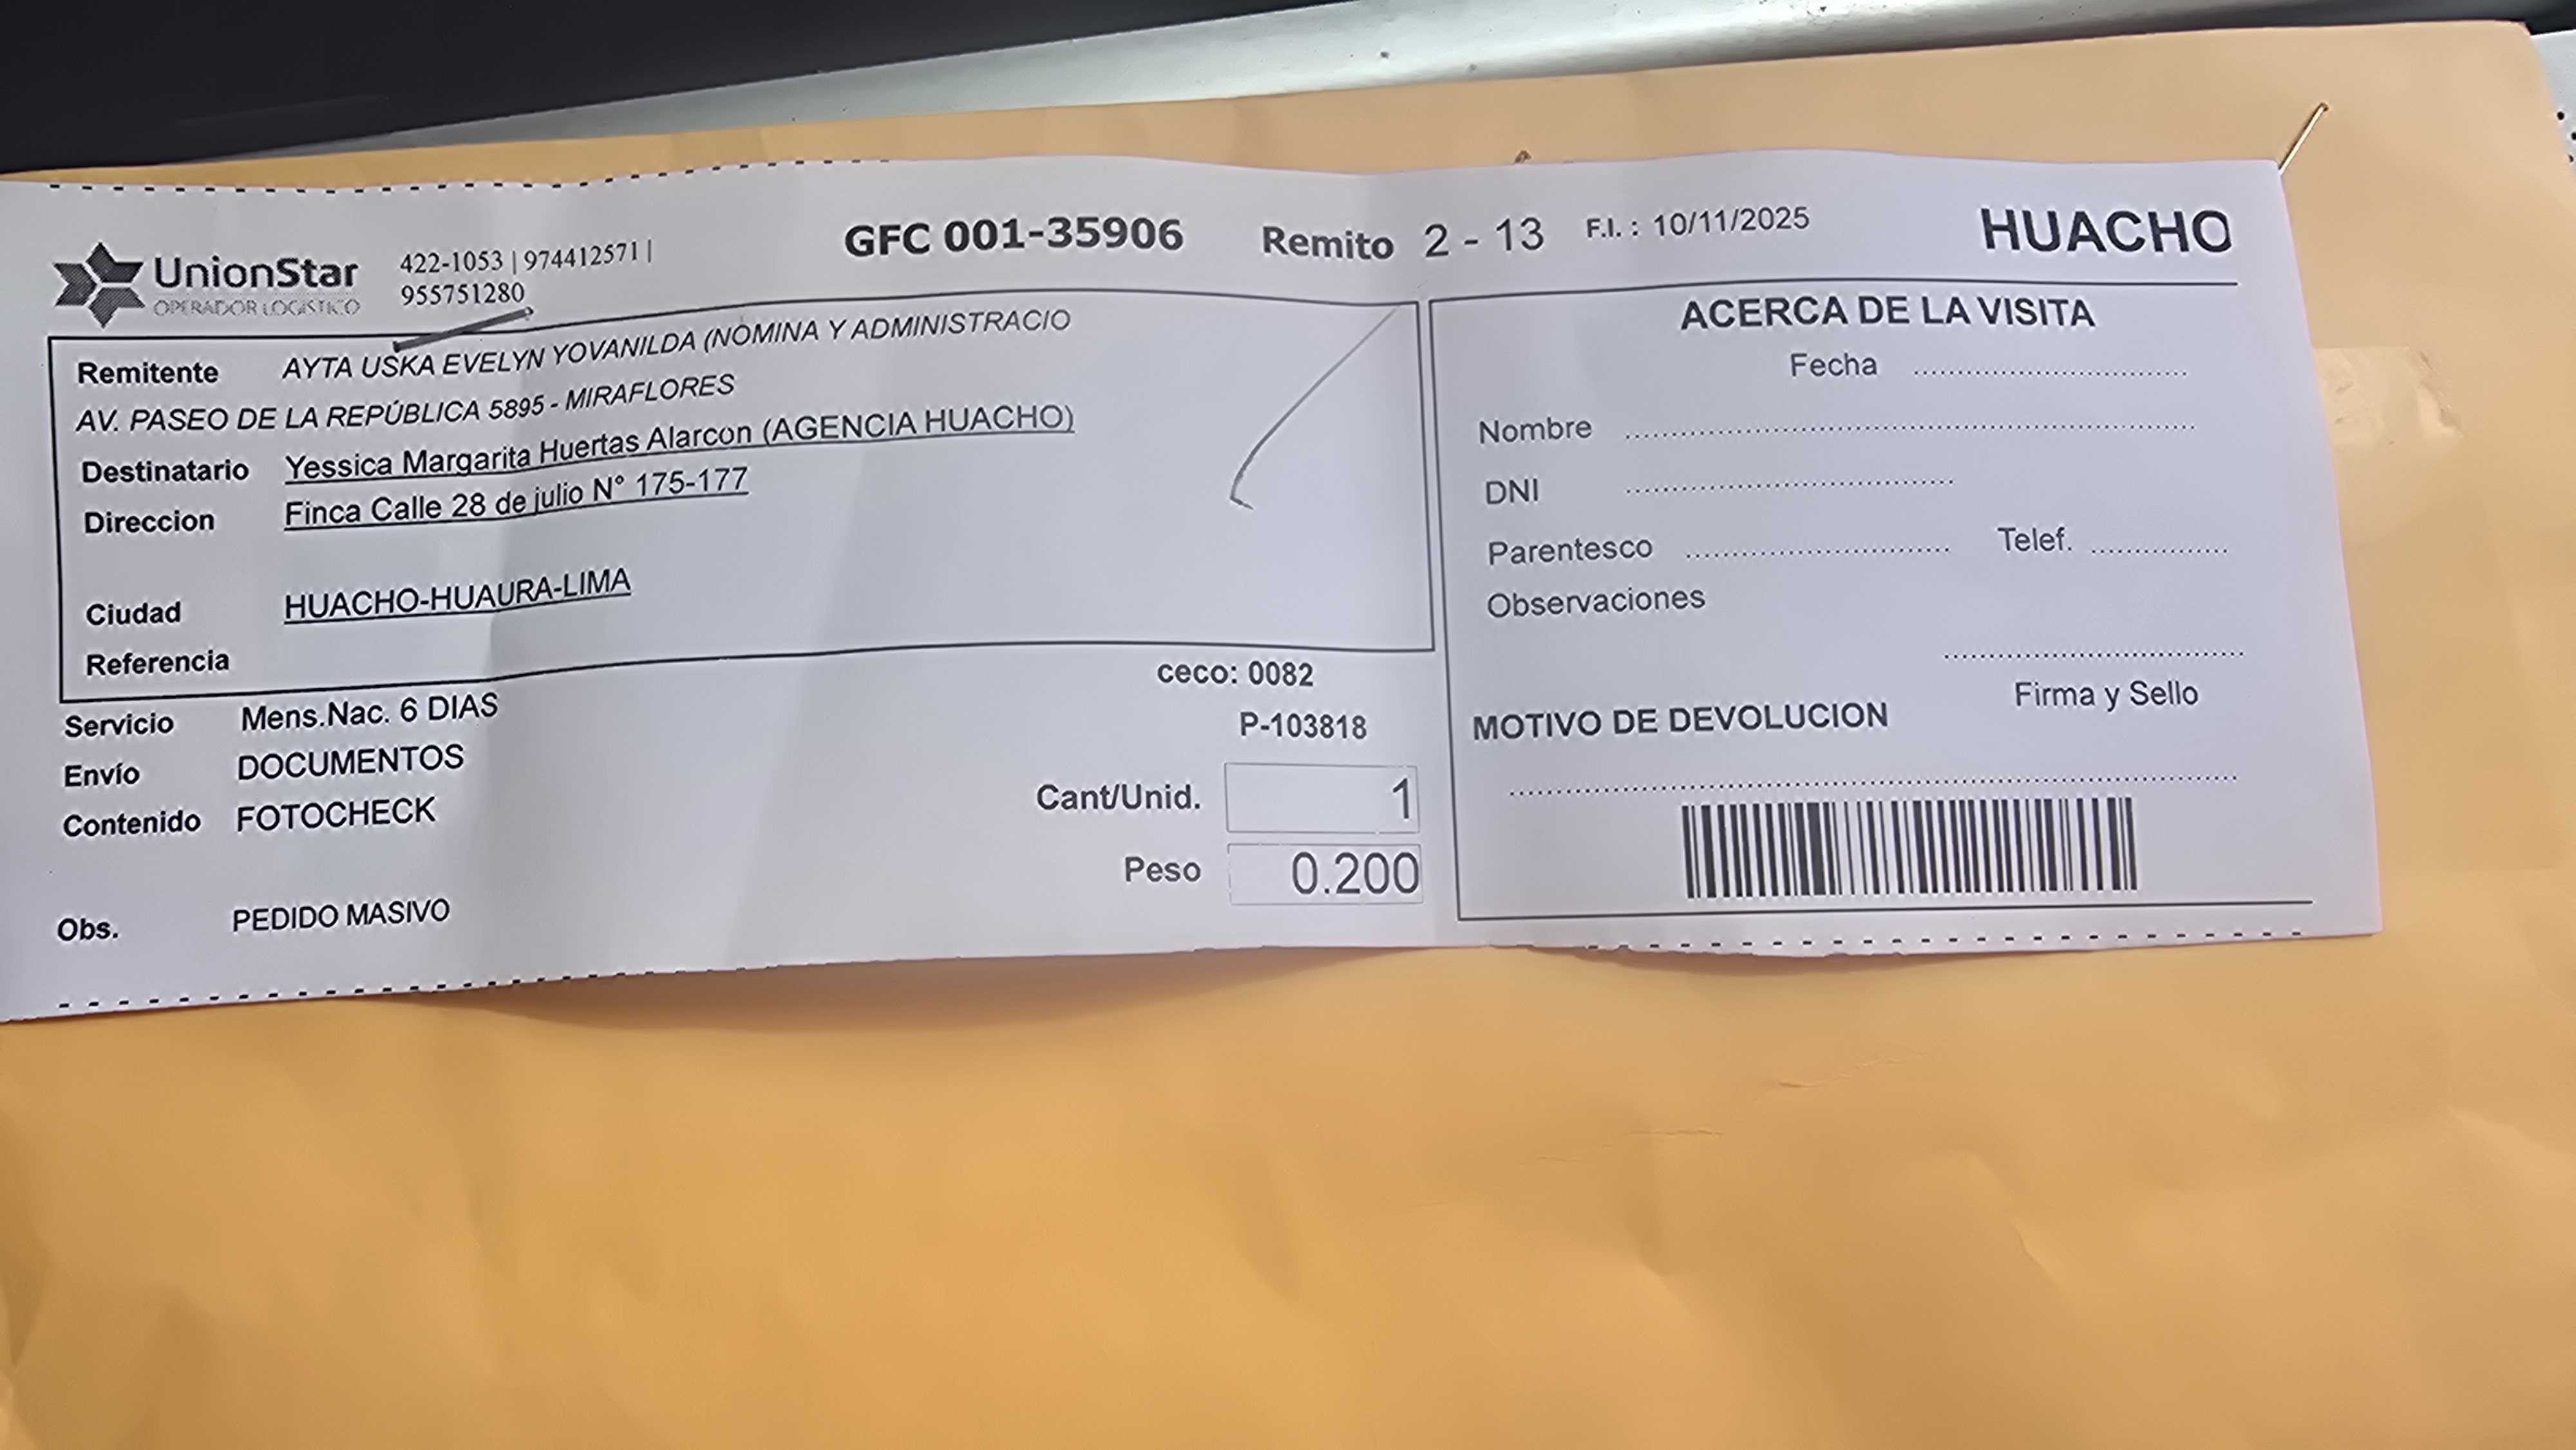 UnionStar
OPERADOR LOGISTICO
422-1053 | 974412571 |
955751280
GFC 001-35906
Remito 2 - 13 F.I. : 10/11/2025
HUACHO
Remitente AYTA USKA EVELYN YOVANILDA (NÓMINA Y ADMINISTRACIO
AV. PASEO DE LA REPÚBLICA 5895 - MIRAFLORES
Destinatario Yessica Margarita Huertas Alarcon (AGENCIA HUACHO)
Direccion Finca Calle 28 de julio N° 175-177
Ciudad HUACHO-HUAURA-LIMA
Referencia
ceco: 0082
Servicio Mens.Nac. 6 DIAS
P-103818
Envío DOCUMENTOS
Contenido FOTOCHECK
Cant/Unid. 1
Peso 0.200
Obs. PEDIDO MASIVO
ACERCA DE LA VISITA
Fecha
Nombre
DNI
Parentesco Telef.
Observaciones
Firma y Sello
MOTIVO DE DEVOLUCION